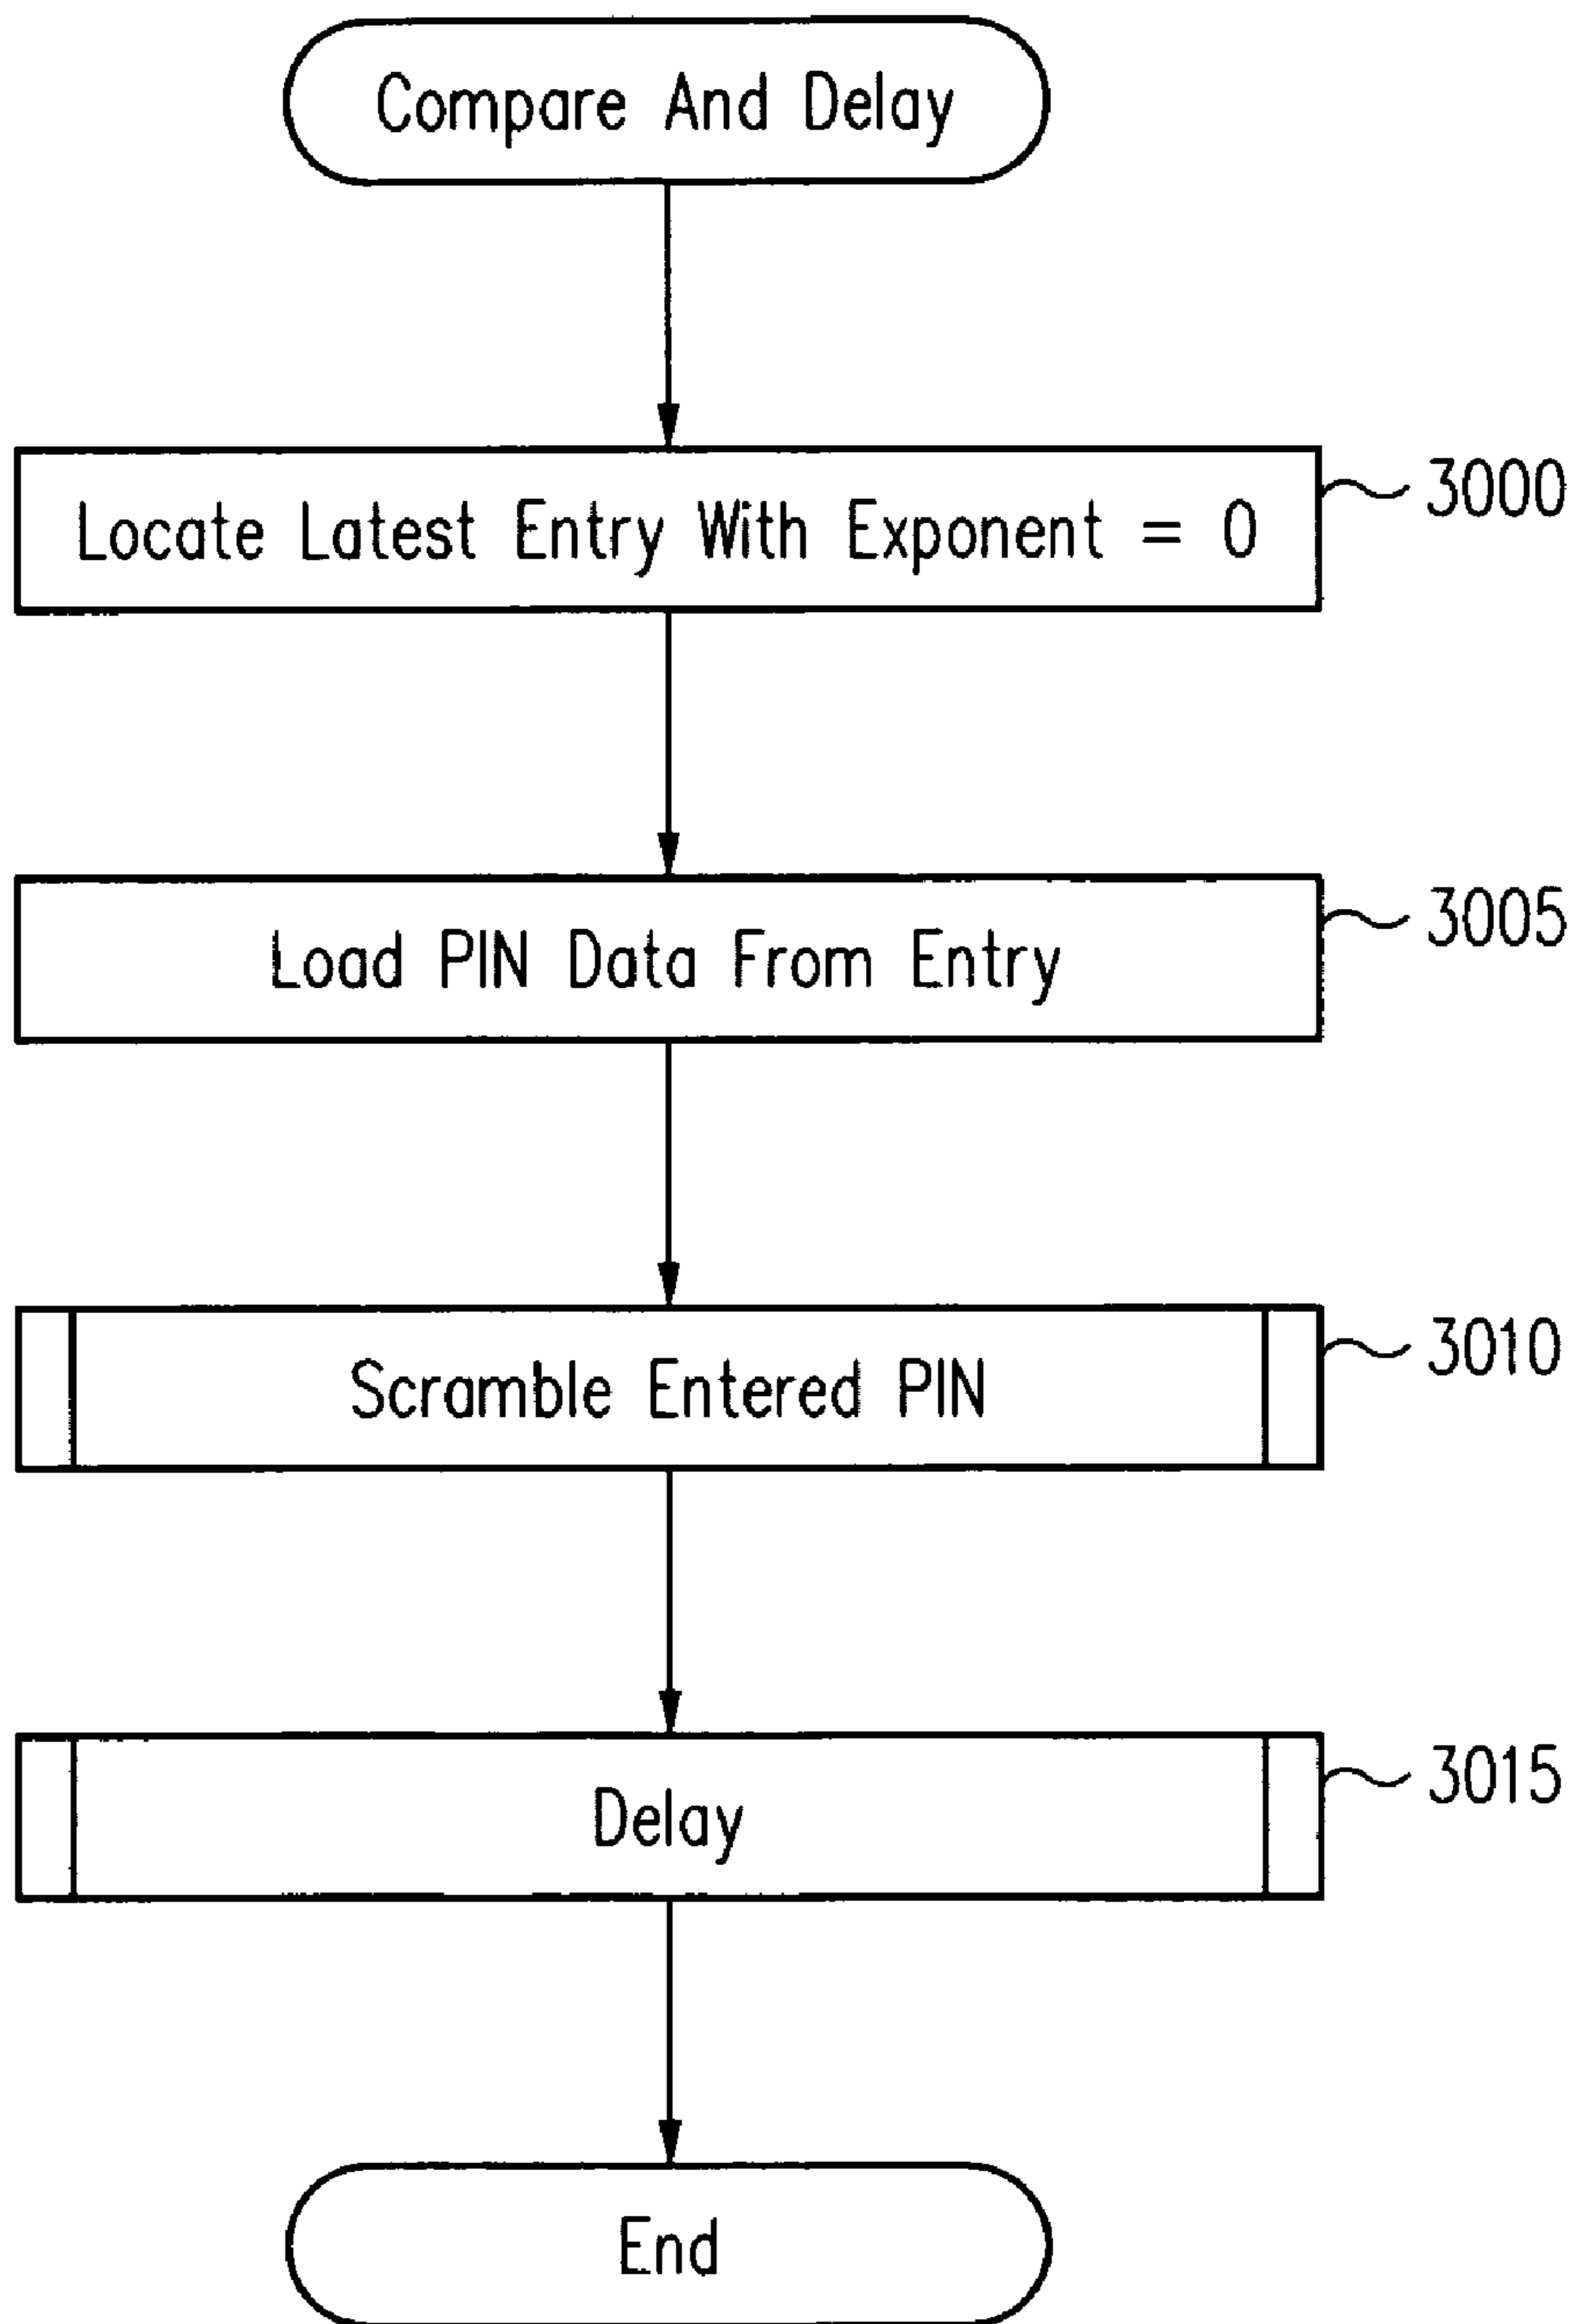 Compare And Delay
Locate Latest Entry With Exponent = 0
3000
Load PIN Data From Entry
3005
Scramble Entered PIN
3010
Delay
3015
End